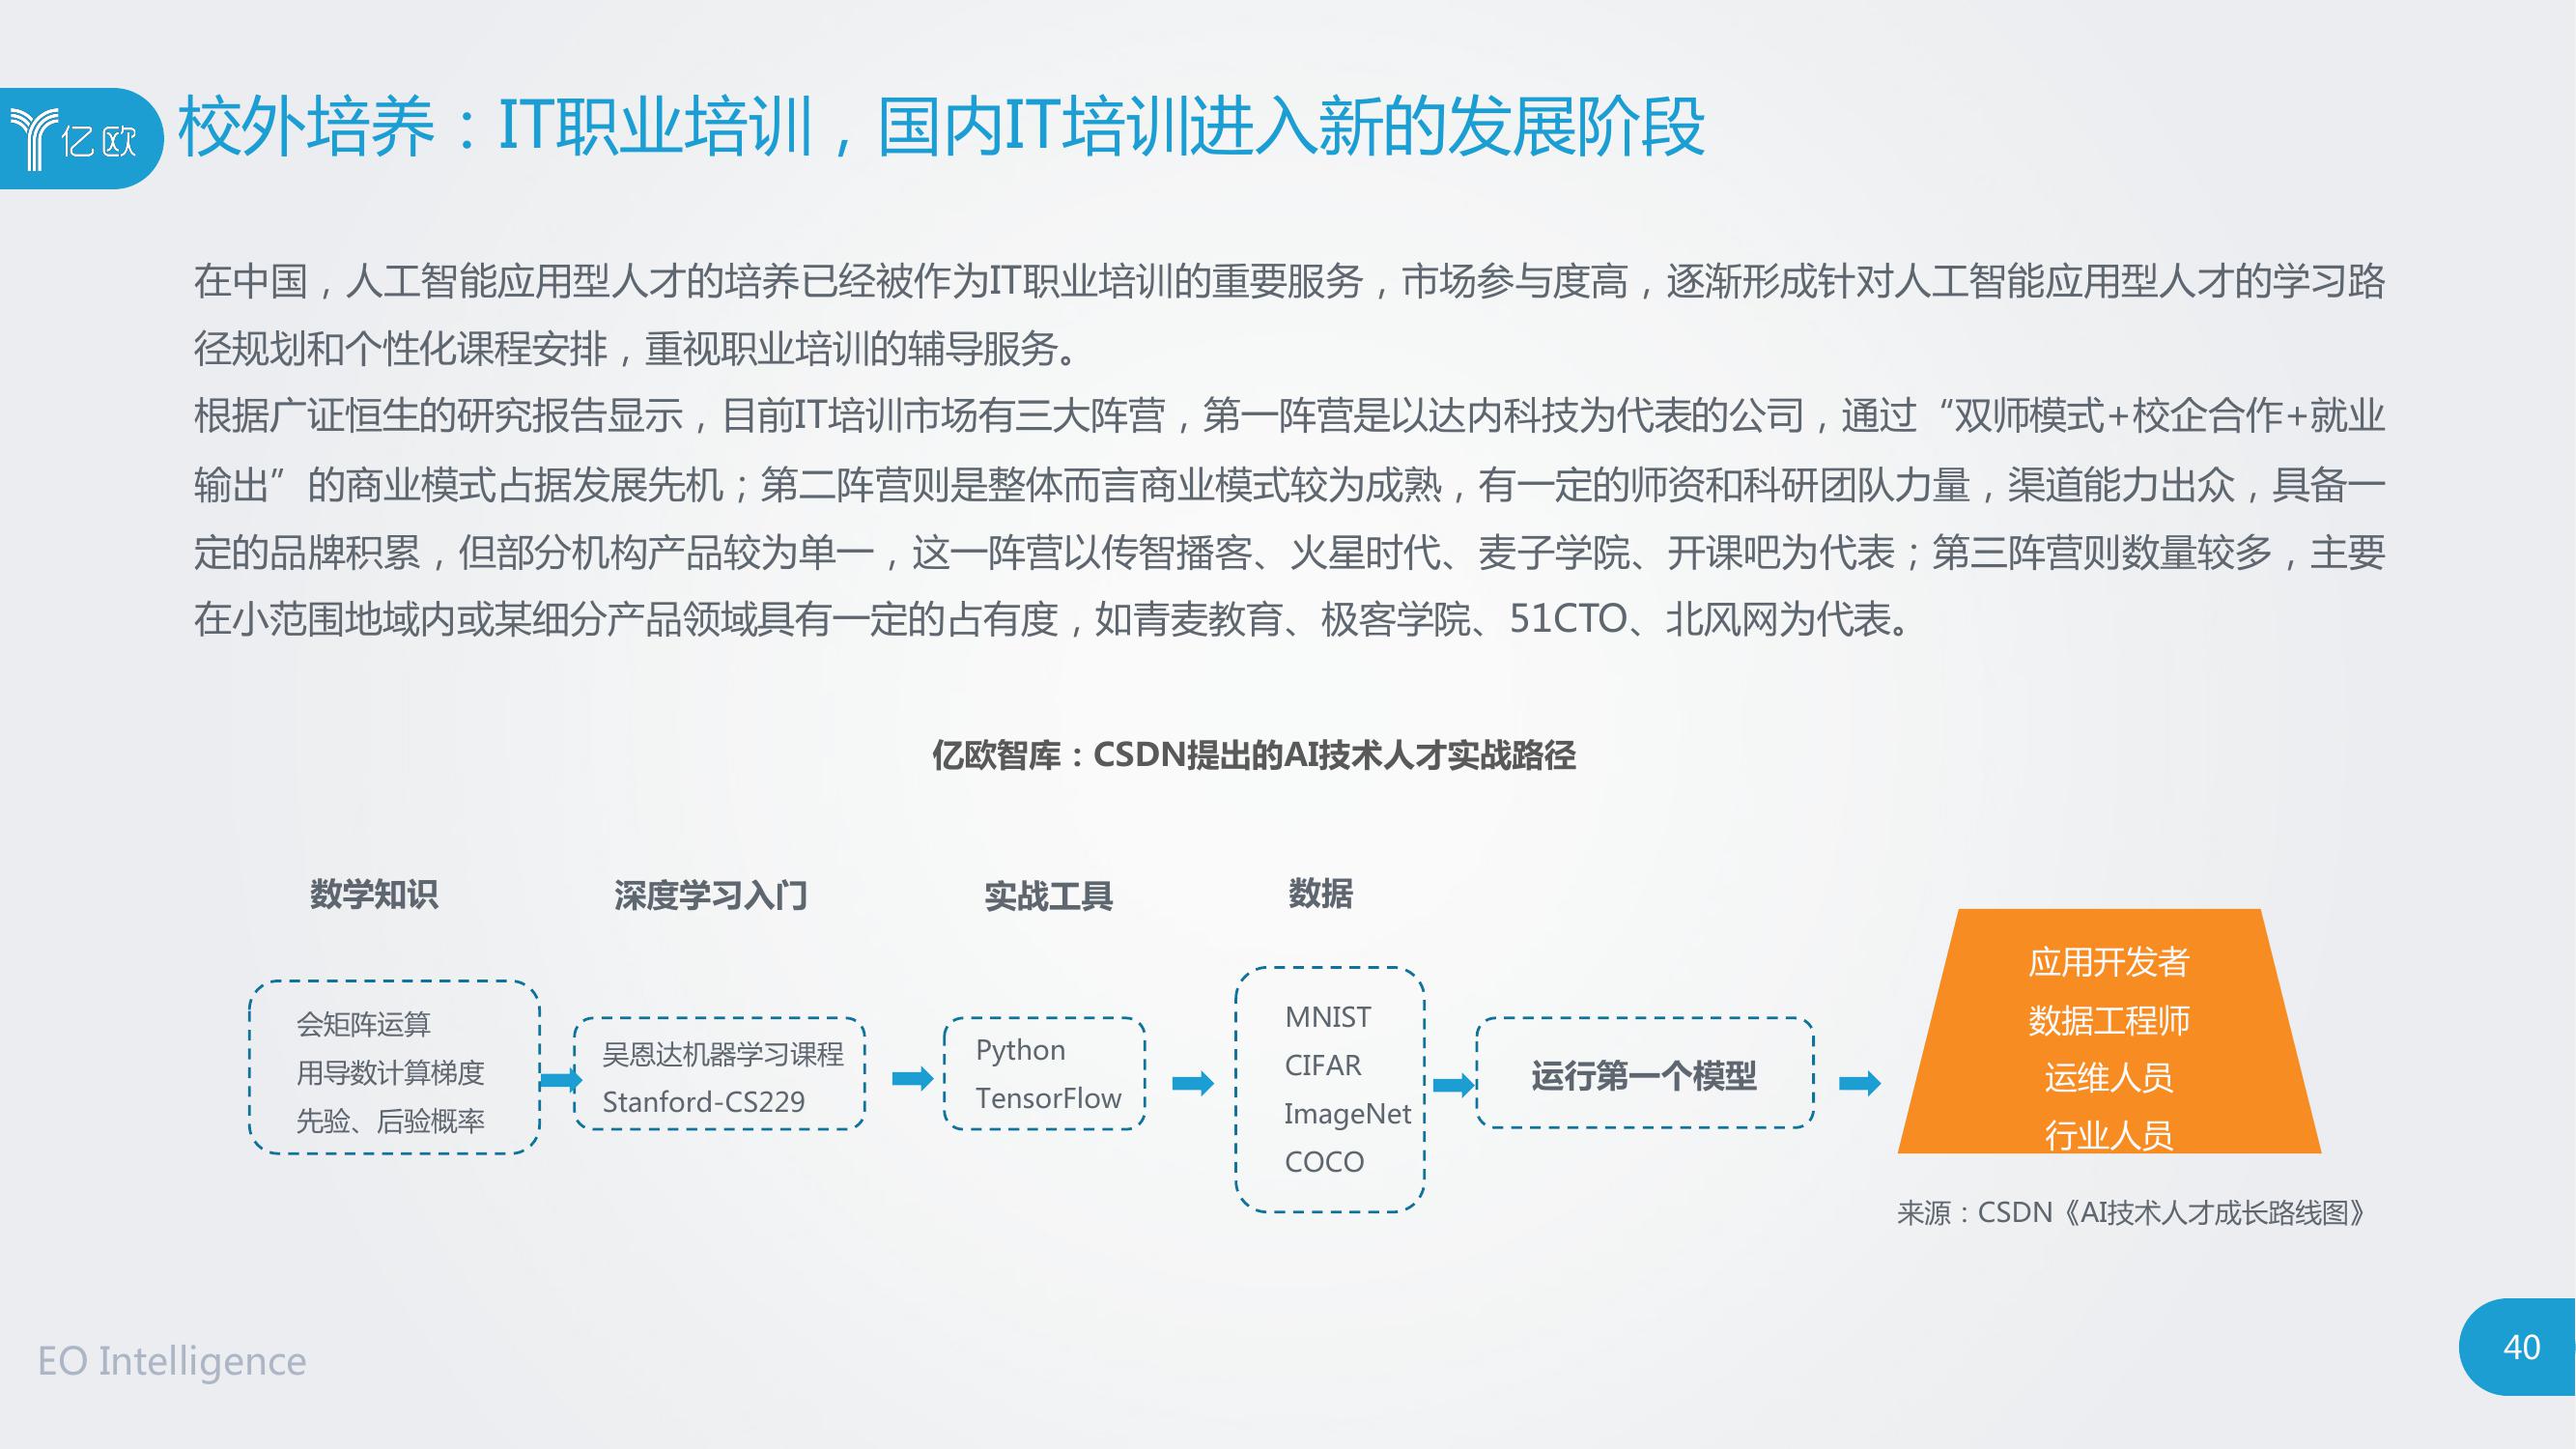 亿欧
校外培养：IT职业培训，国内IT培训进入新的发展阶段
在中国，人工智能应用型人才的培养已经被作为IT职业培训的重要服务，市场参与度高，逐渐形成针对人工智能应用型人才的学习路
径规划和个性化课程安排，重视职业培训的辅导服务。
根据广证恒生的研究报告显示，目前IT培训市场有三大阵营，第一阵营是以达内科技为代表的公司，通过“双师模式+校企合作+就业
输出”的商业模式占据发展先机；第二阵营则是整体而言商业模式较为成熟，有一定的师资和科研团队力量，渠道能力出众，具备一
定的品牌积累，但部分机构产品较为单一，这一阵营以传智播客、火星时代、麦子学院、开课吧为代表；第三阵营则数量较多，主要
在小范围地域内或某细分产品领域具有一定的占有度，如青麦教育、极客学院、51CTO、北风网为代表。
亿欧智库：CSDN提出的AI技术人才实战路径
数学知识
会矩阵运算
用导数计算梯度
先验、后验概率
深度学习入门
吴恩达机器学习课程
Stanford-CS229
实战工具
Python
TensorFlow
数据
MNIST
CIFAR
ImageNet
COCO
运行第一个模型
应用开发者
数据工程师
运维人员
行业人员
来源：CSDN《AI技术人才成长路线图》
EO Intelligence
40